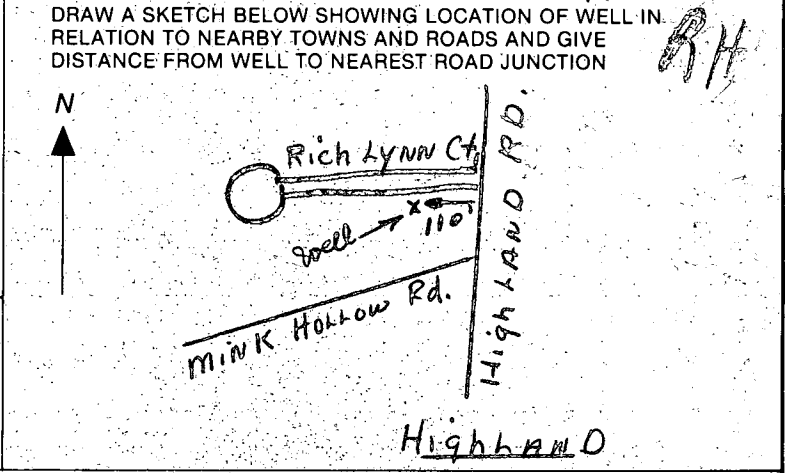 DRAW A SKETCH BELOW SHOWING LOCATION OF WELL IN
RELATION TO NEARBY TOWNS AND ROADS AND GIVE
DISTANCE FROM WELL TO NEAREST ROAD JUNCTION
RH
N
Rich LYNN Ct.
HighLAND RD.
well
x
110'
MINK HOLLOW Rd.
HighLAND